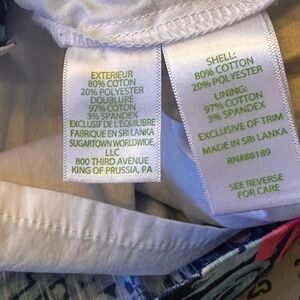 EXTERIEUR
80% COTTON
20% POLYESTER
DOUBLURE
97% COTON
3% SPANDEX
EXCLUSIF DE L'EQUILIBRE
FABRIQUE EN SRI LANKA
SUGARTOWN WORLDWIDE,
LLC
800 THIRD AVENUE
KING OF PRUSSIA, PA
SHELL:
80% COTTON
20% POLYESTER
LINING:
97% COTTON
3% SPANDEX
EXCLUSIVE OF TRIM
MADE IN SRI LANKA
RN#88189
SEE REVERSE
FOR CARE